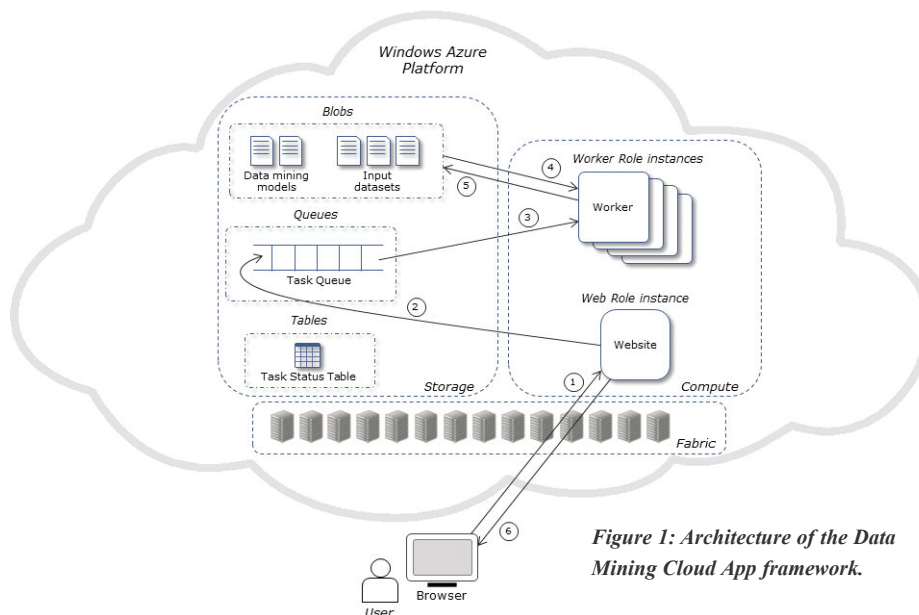 Windows Azure
Platform
Blobs
Data mining
models
Input
datasets
Worker Role instances
4
5
Worker
Queues
3
Task Queue
2
Web Role instance
Tables
Website
Task Status Table
1
Storage
Compute
Fabric
6
Figure 1: Architecture of the Data
Mining Cloud App framework.
Browser
User